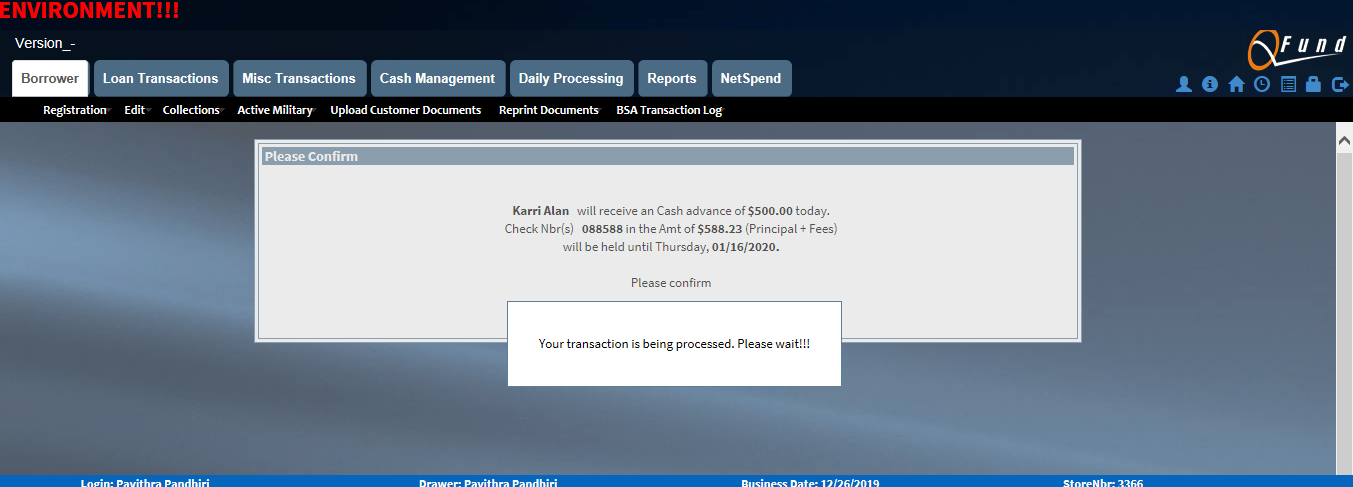 ENVIRONMENT!!!
Version_-
QFund
Borrower Loan Transactions Misc Transactions Cash Management Daily Processing Reports NetSpend
Registration Edit Collections Active Military Upload Customer Documents Reprint Documents BSA Transaction Log
Please Confirm
Karri Alan will receive an Cash advance of $500.00 today.
Check Nbr(s) 088588 in the Amt of $588.23 (Principal + Fees)
will be held until Thursday, 01/16/2020.
Please confirm
Your transaction is being processed. Please wait!!!
Login: Pavithra Pandhiri Drawer: Pavithra Pandhiri Business Date: 12/26/2019 StoreNbr: 3366